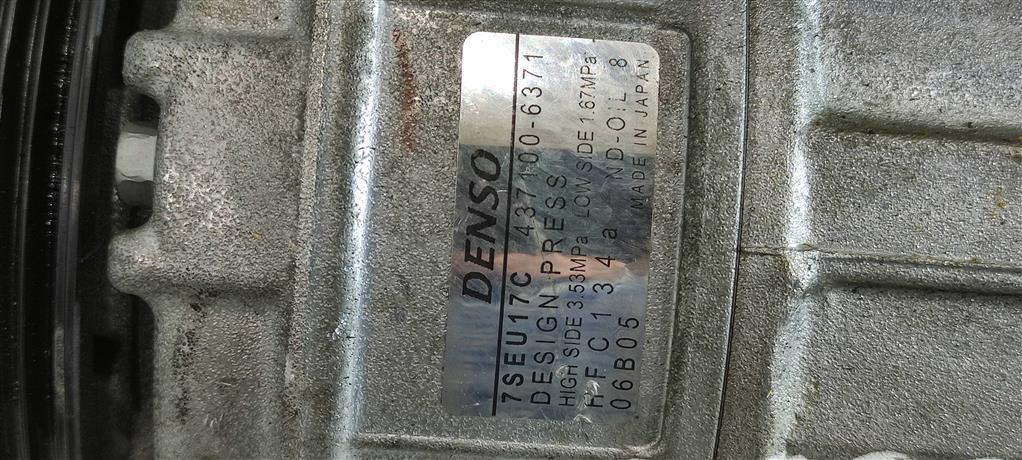 DENSO
7SEU17C 437100-6371
DESIGN PRESS
HIGH SIDE 3.53MPa LOW SIDE 1.67MPa
HFC134a ND-OIL 8
06B05 MADE IN JAPAN